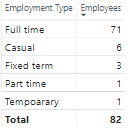 Employment Type Employees
Full time 71
Casual 6
Fixed term 3
Part time 1
Tempoarary 1
Total 82